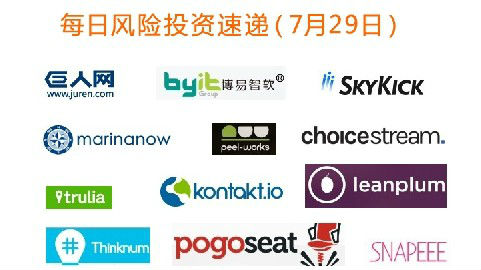 每日风险投资速递(7月29日)
巨人网
www.juren.com
byit 博易智软®
Group
SKYKICK
marinanow
peel-works
choicestream.
trulia
kontakt.io
leanplum
# Thinknum
pogoseat
SNAPEEE